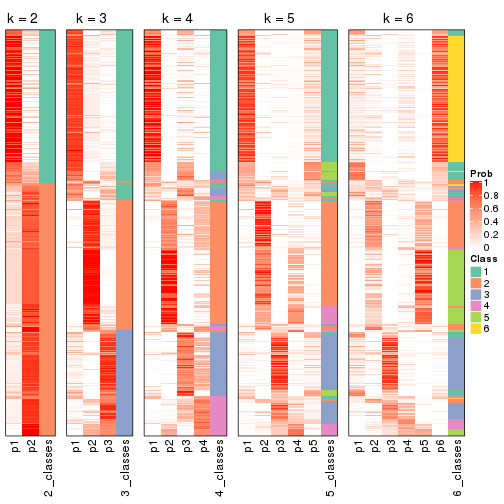 k = 2
k = 3
k = 4
k = 5
k = 6
Prob
1
0.8
0.6
0.4
0.2
0
Class
1
2
3
4
5
6
p1
p2
2_classes
p1
p2
p3
3_classes
p1
p2
p3
p4
4_classes
p1
p2
p3
p4
p5
5_classes
p1
p2
p3
p4
p5
p6
6_classes